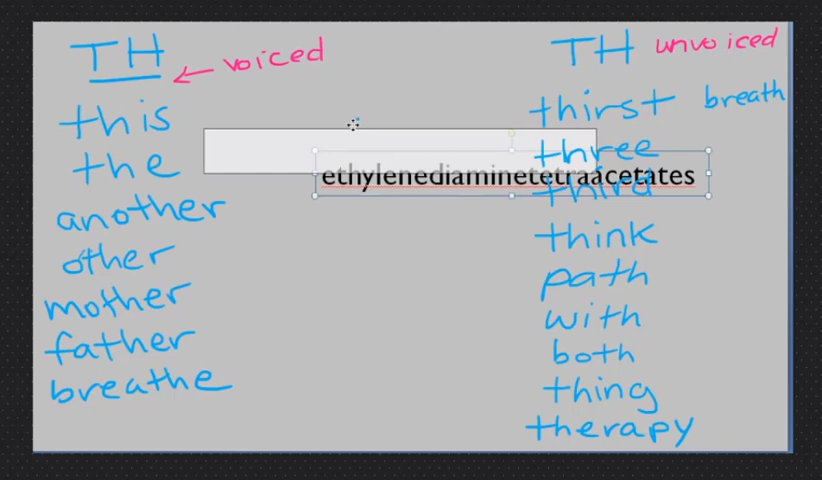 TH ← voiced
this
the
another
other
mother
father
breathe
ethylenediaminetetraacetates
TH unvoiced
thirst breath
three
third
think
path
with
both
thing
therapy